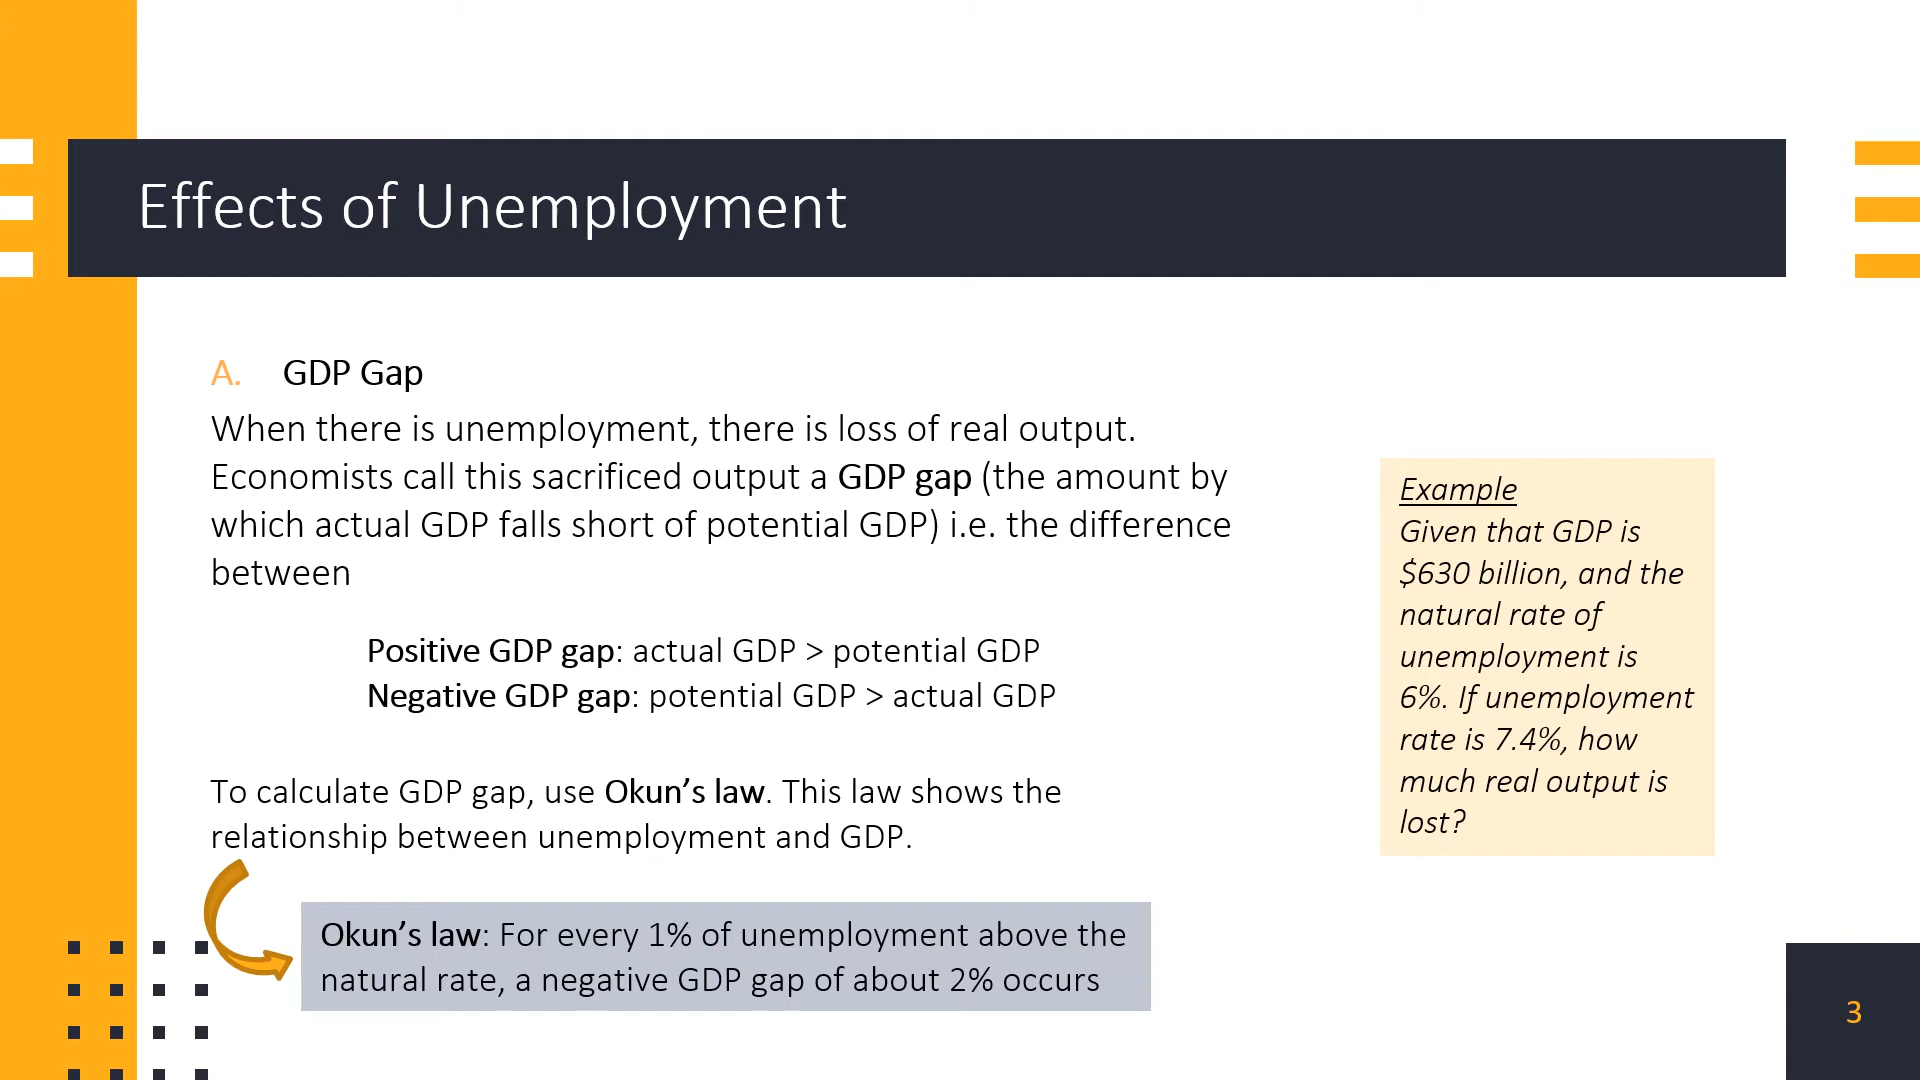 Effects of Unemployment
A. GDP Gap
When there is unemployment, there is loss of real output.
Economists call this sacrificed output a GDP gap (the amount by
which actual GDP falls short of potential GDP) i.e. the difference
between
Positive GDP gap: actual GDP > potential GDP
Negative GDP gap: potential GDP > actual GDP
To calculate GDP gap, use Okun’s law. This law shows the
relationship between unemployment and GDP.
Okun’s law: For every 1% of unemployment above the
natural rate, a negative GDP gap of about 2% occurs
Example
Given that GDP is
$630 billion, and the
natural rate of
unemployment is
6%. If unemployment
rate is 7.4%, how
much real output is
lost?
3